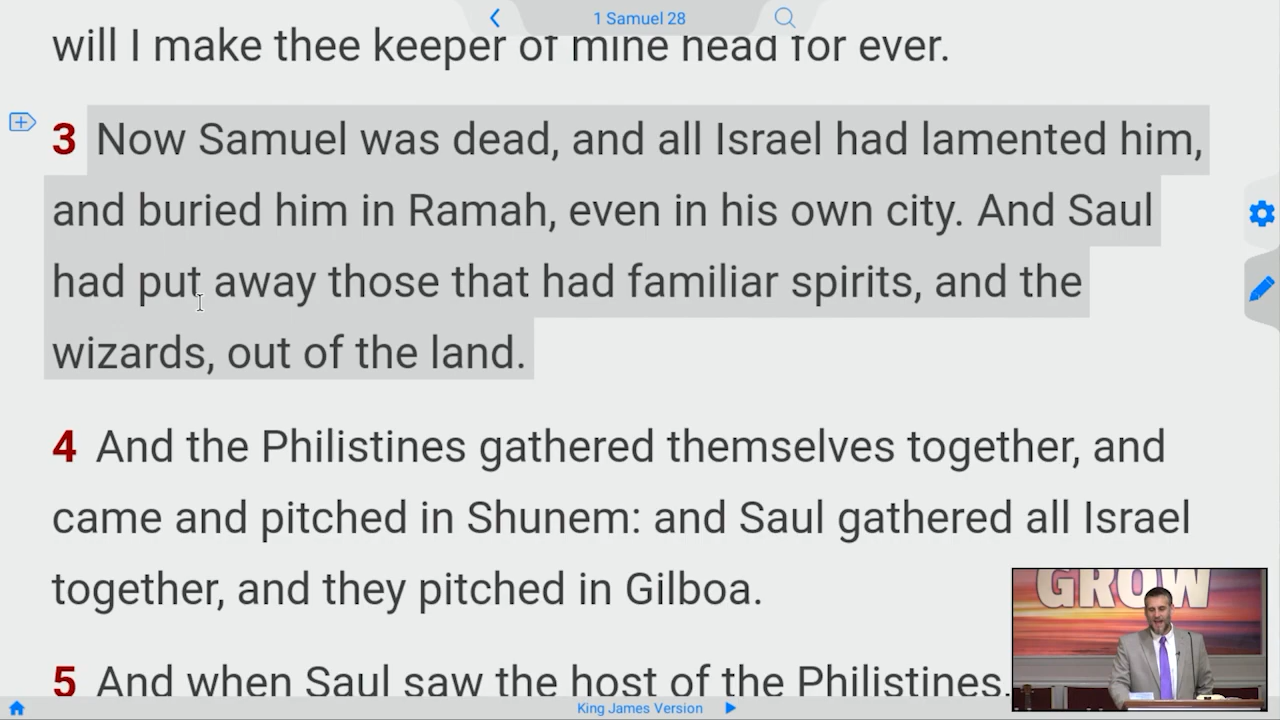 1 Samuel 28
will I make thee keeper of mine head for ever.
3 Now Samuel was dead, and all Israel had lamented him,
and buried him in Ramah, even in his own city. And Saul
had put away those that had familiar spirits, and the
wizards, out of the land.
4 And the Philistines gathered themselves together, and
came and pitched in Shunem: and Saul gathered all Israel
together, and they pitched in Gilboa.
GROW
5 And when Saul saw the host of the Philistines,
King James Version